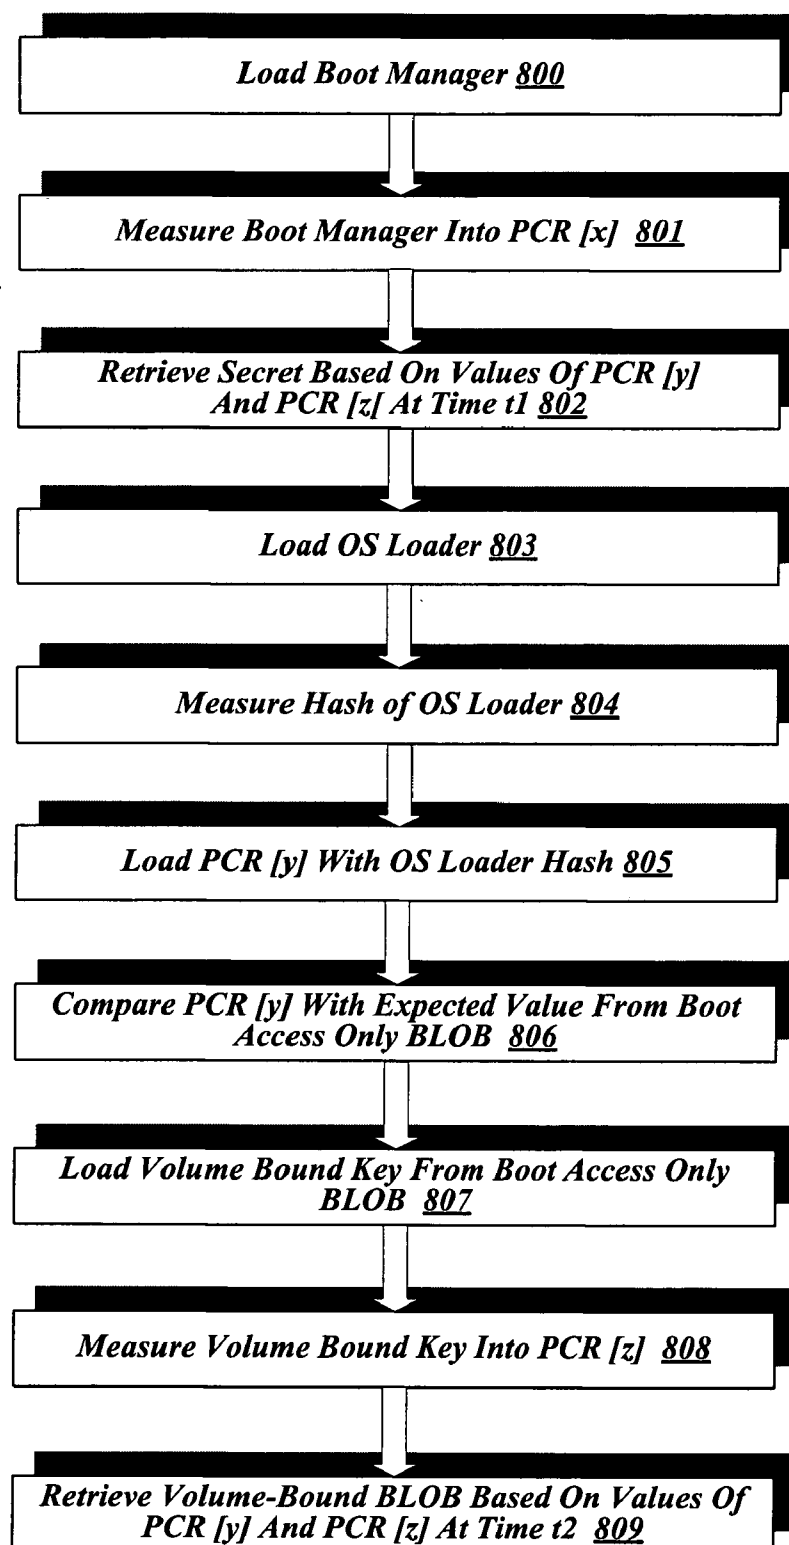 Load Boot Manager 800
Measure Boot Manager Into PCR [x] 801
Retrieve Secret Based On Values Of PCR [y]
And PCR [z[ At Time t1 802
Load OS Loader 803
Measure Hash of OS Loader 804
Load PCR [y] With OS Loader Hash 805
Compare PCR [y] With Expected Value From Boot
Access Only BLOB 806
Load Volume Bound Key From Boot Access Only
BLOB 807
Measure Volume Bound Key Into PCR [z] 808
Retrieve Volume-Bound BLOB Based On Values Of
PCR [y] And PCR [z] At Time t2 809